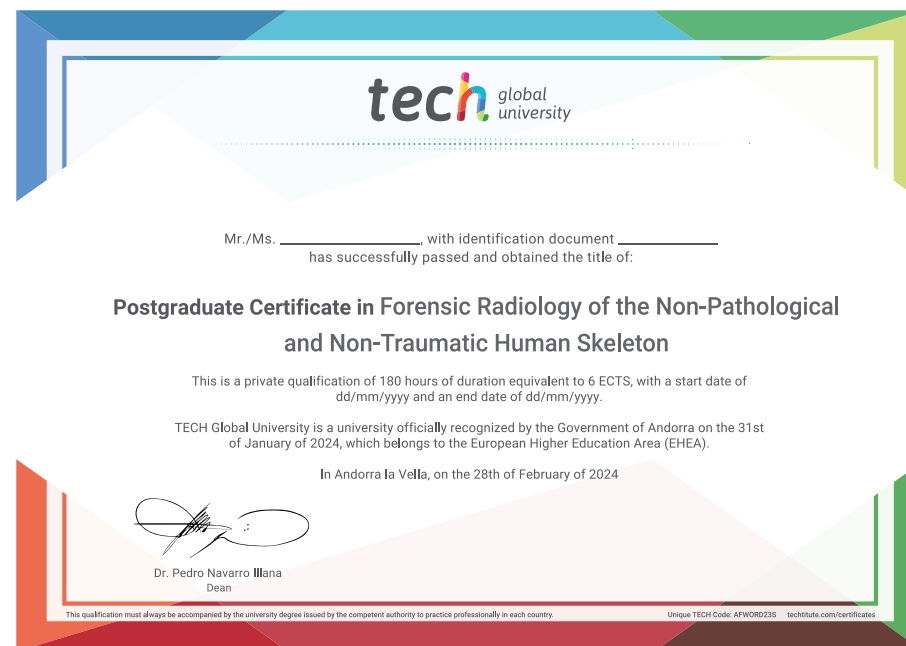 tech global university
Mr./Ms. ____________, with identification document ____________
has successfully passed and obtained the title of:
Postgraduate Certificate in Forensic Radiology of the Non-Pathological
and Non-Traumatic Human Skeleton
This is a private qualification of 180 hours of duration equivalent to 6 ECTS, with a start date of
dd/mm/yyyy and an end date of dd/mm/yyyy.
TECH Global University is a university officially recognized by the Government of Andorra on the 31st
of January of 2024, which belongs to the European Higher Education Area (EHEA).
In Andorra la Vella, on the 28th of February of 2024
Dr. Pedro Navarro Illana
Dean
This qualification must always be accompanied by the university degree issued by the competent authority to practice professionally in each country.
Unique TECH Code: AFWORD23S techtitute.com/certificates